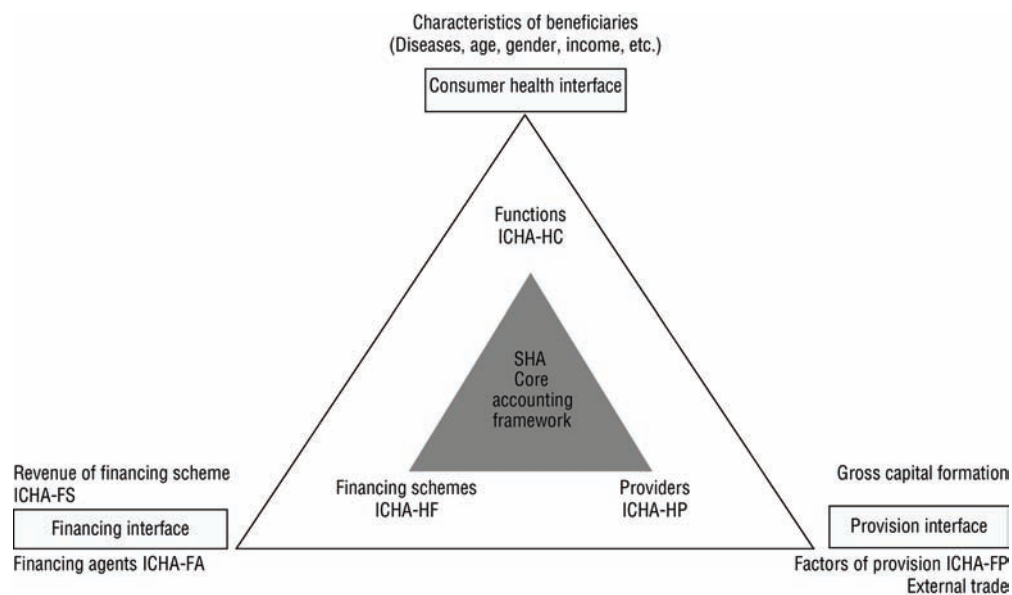 Characteristics of beneficiaries
(Diseases, age, gender, income, etc.)
Consumer health interface
Functions
ICHA-HC
SHA
Core
accounting
framework
Financing schemes
ICHA-HF
Providers
ICHA-HP
Revenue of financing scheme
ICHA-FS
Financing interface
Financing agents ICHA-FA
Gross capital formation
Provision interface
Factors of provision ICHA-FP
External trade